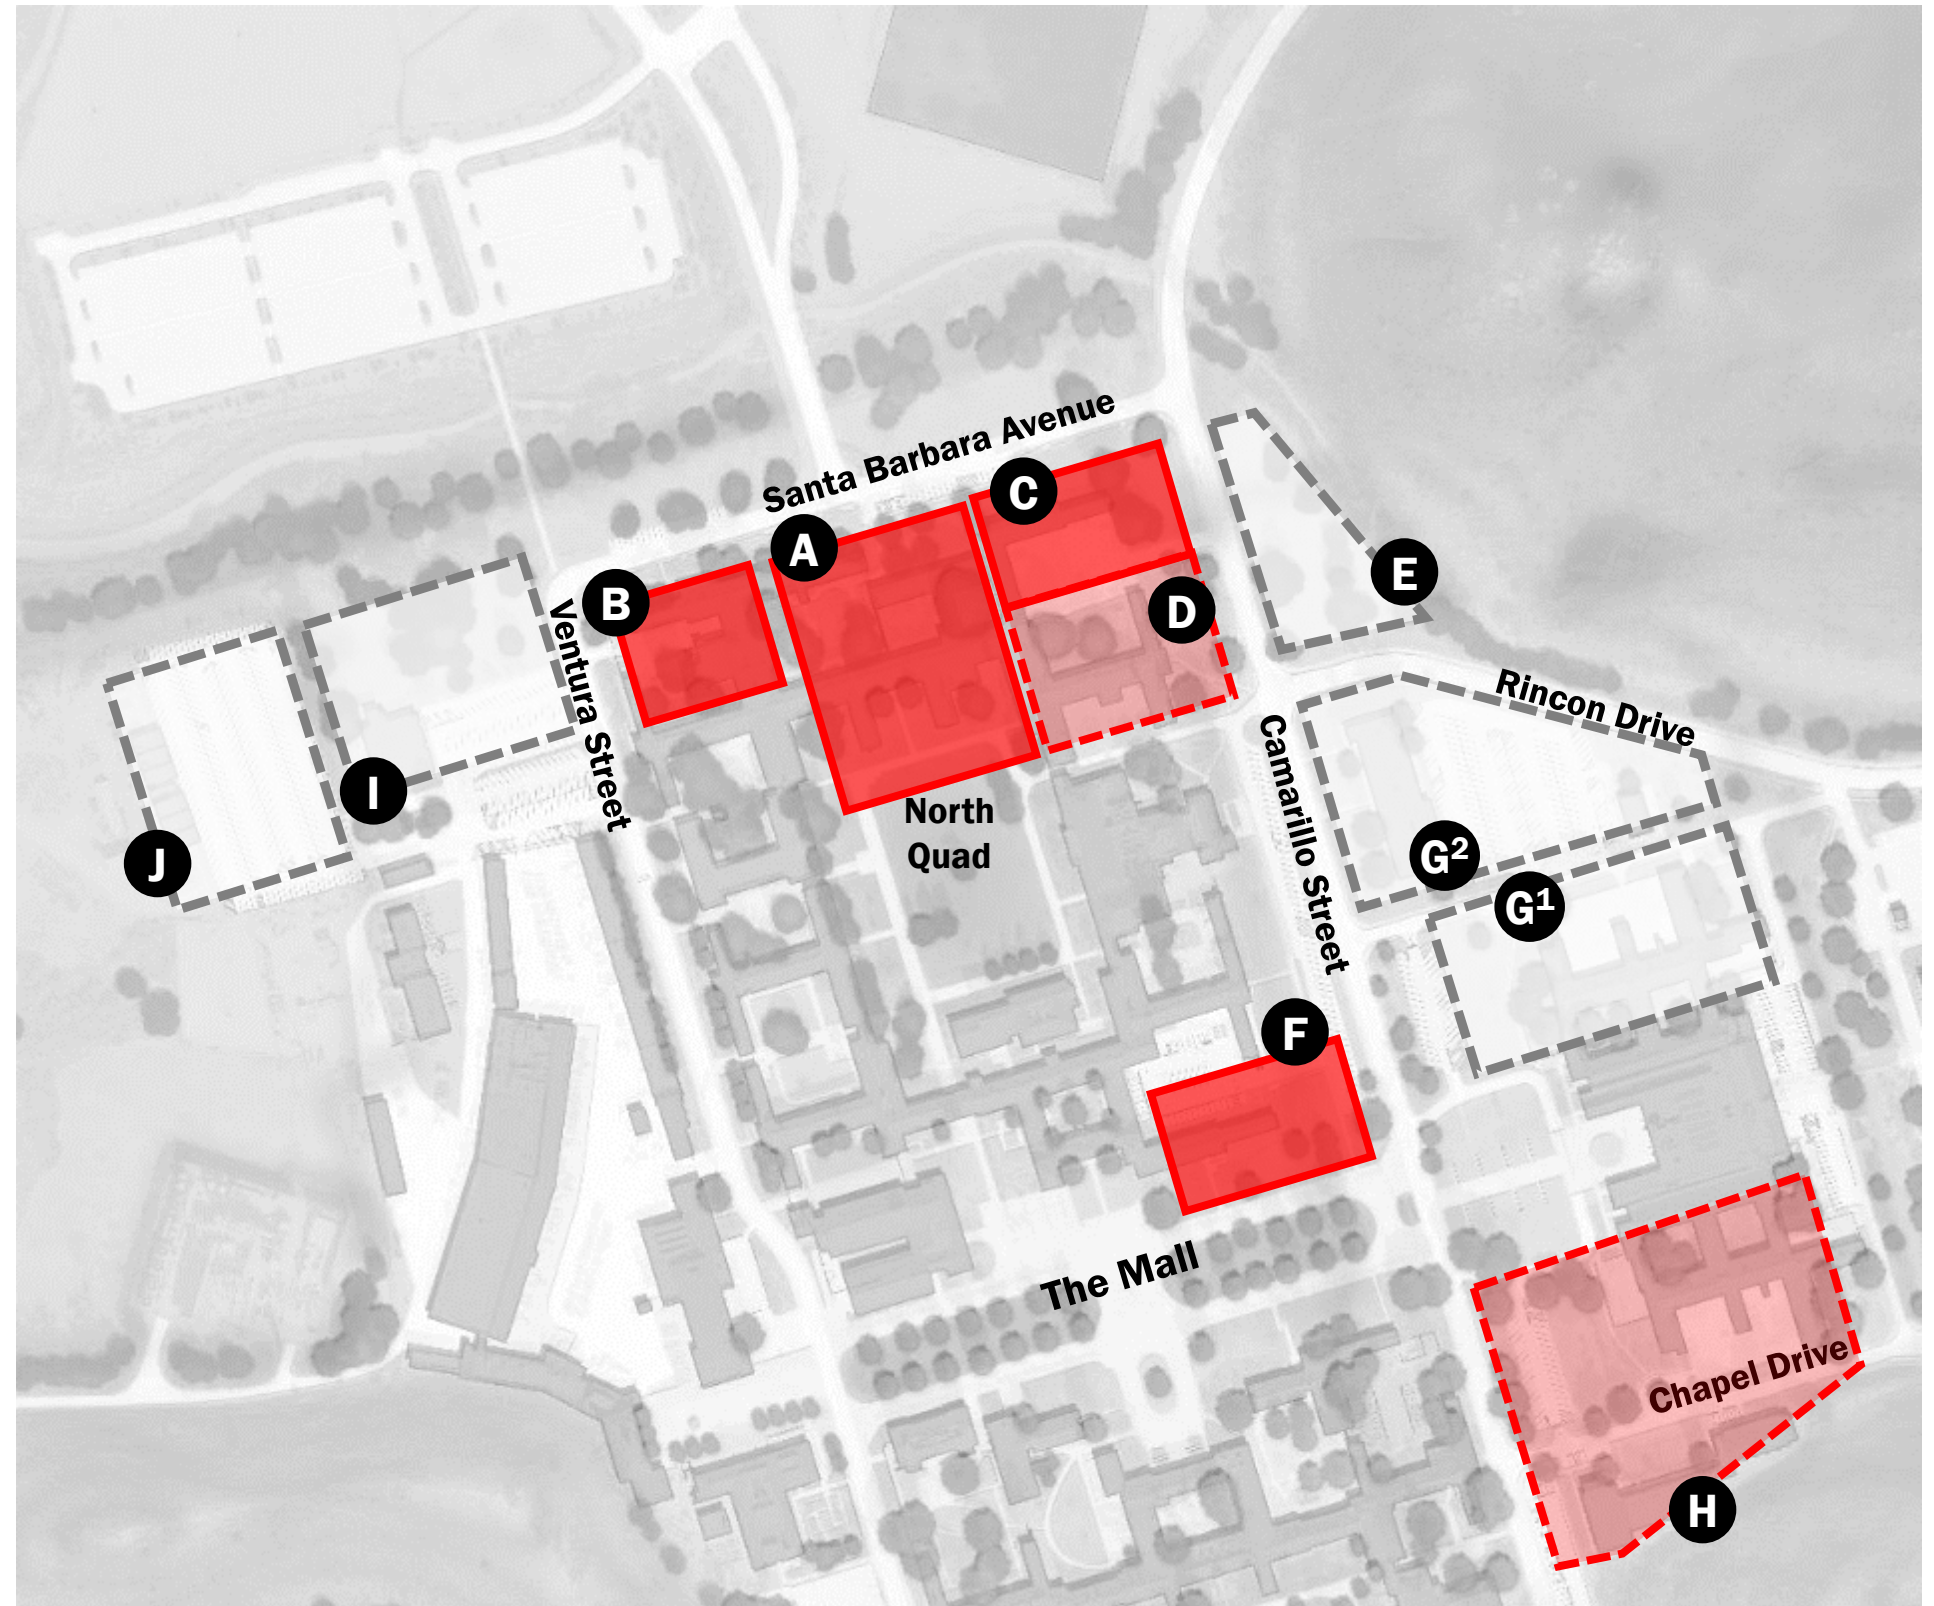 Santa Barbara Avenue
C
A
B
D
E
Ventura Street
Rincon Drive
Camarillo Street
I
J
North
Quad
G²
G¹
F
The Mall
Chapel Drive
H